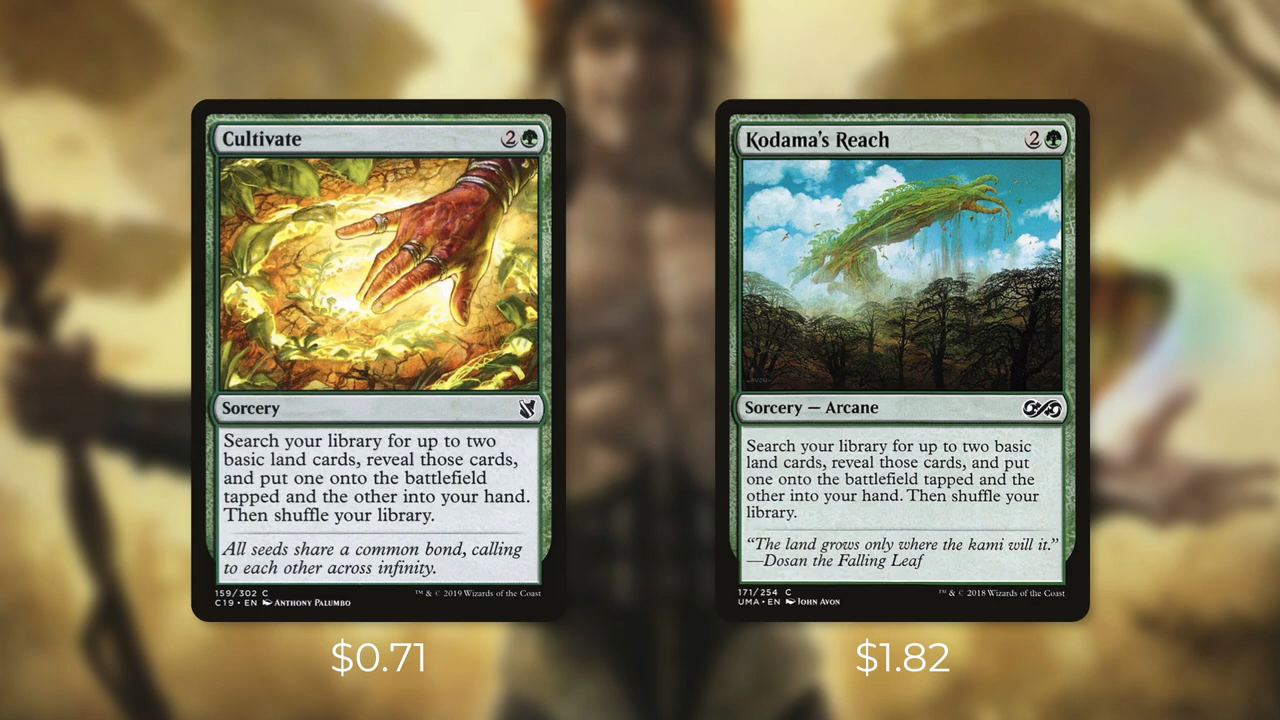 Cultivate 2
Sorcery
Search your library for up to two
basic land cards, reveal those cards,
and put one onto the battlefield
tapped and the other into your hand.
Then shuffle your library.
All seeds share a common bond, calling
to each other across infinity.
159/302 C
C19 • EN Anthony Palumbo
™ & © 2019 Wizards of the Coast
$0.71
Kodama's Reach 2
Sorcery — Arcane
Search your library for up to two basic
land cards, reveal those cards, and put
one onto the battlefield tapped and the
other into your hand. Then shuffle your
library.
“The land grows only where the kami will it.”
—Dosan the Falling Leaf
171/254 C
UMA • EN John Avon
™ & © 2018 Wizards of the Coast
$1.82